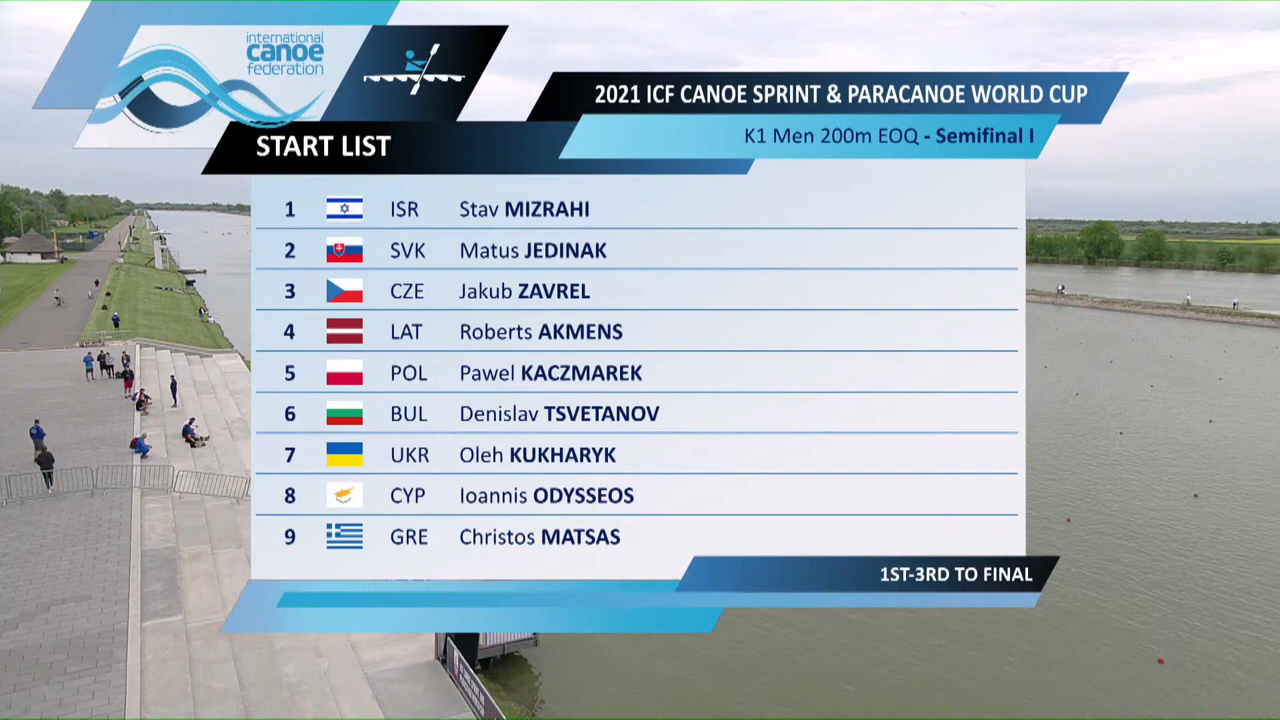 international
canoe
federation
2021 ICF CANOE SPRINT & PARACANOE WORLD CUP
K1 Men 200m EOQ - Semifinal I
START LIST
1 ISR Stav MIZRAHI
2 SVK Matus JEDINAK
3 CZE Jakub ZAVREL
4 LAT Roberts AKMENS
5 POL Pawel KACZMAREK
6 BUL Denislav TSVETANOV
7 UKR Oleh KUKHARYK
8 CYP Ioannis ODYSSEOS
9 GRE Christos MATSAS
1ST-3RD TO FINAL